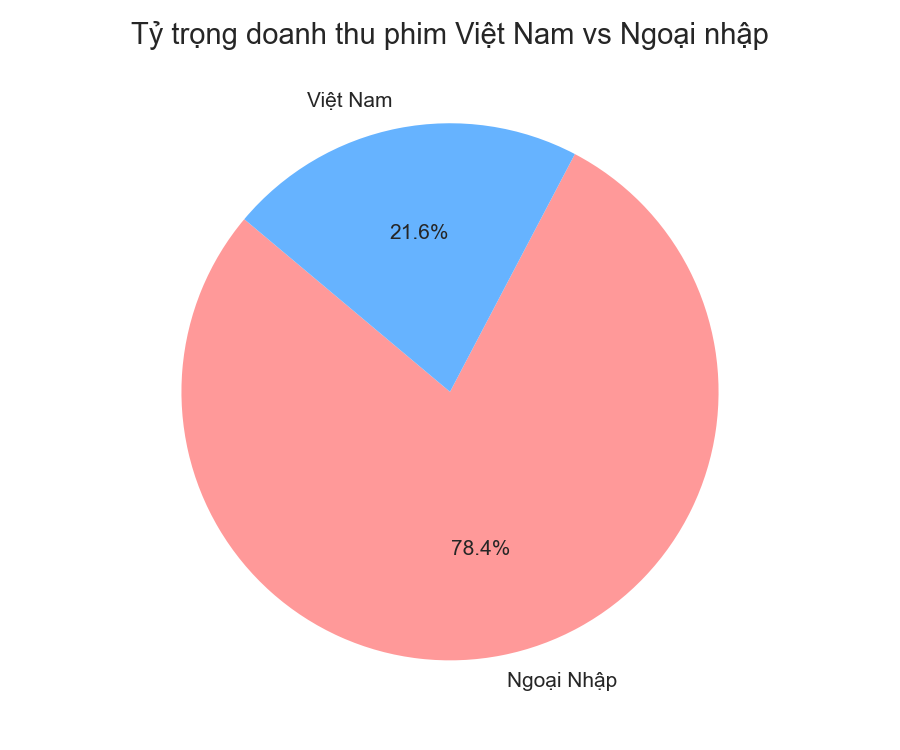 Tỷ trọng doanh thu phim Việt Nam vs Ngoại nhập
Việt Nam
21.6%
78.4%
Ngoại Nhập